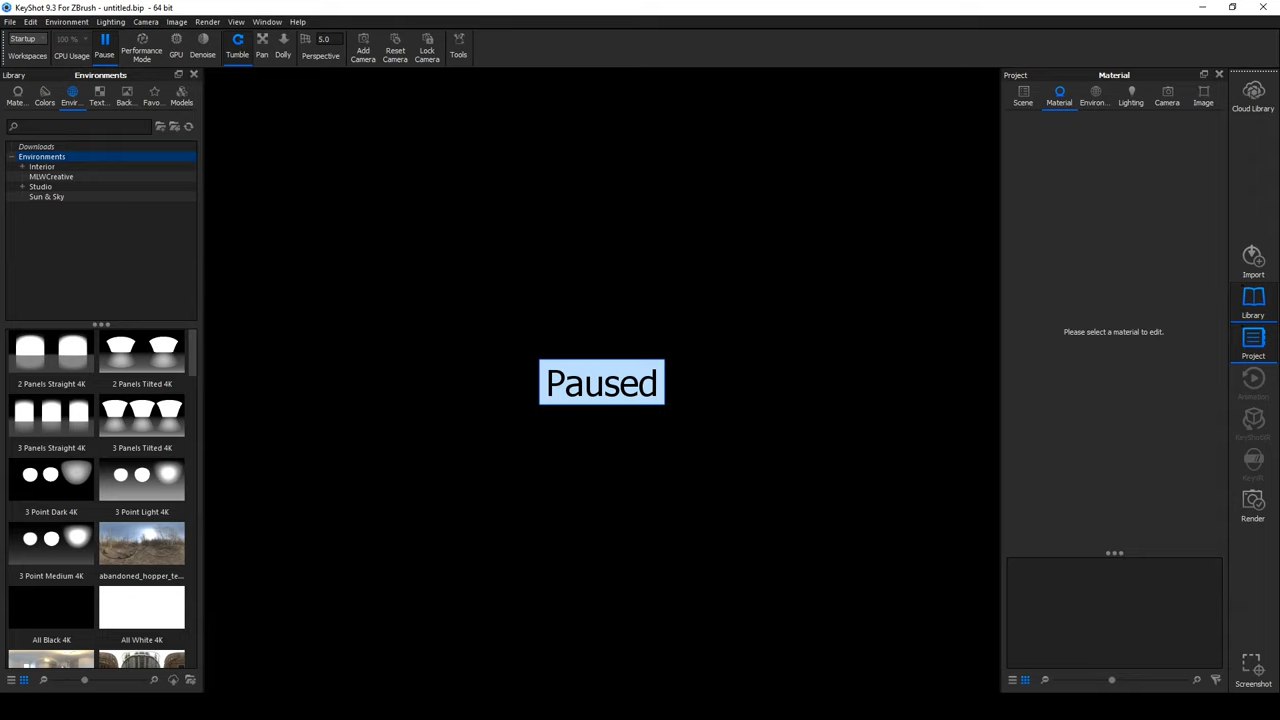 KeyShot 9.3 For ZBrush - untitled.bip - 64 bit
File Edit Environment Lighting Camera Image Render View Window Help
Startup 100 % 5.0
Workspaces CPU Usage Pause Performance Mode GPU Denoise Tumble Pan Dolly Perspective Add Camera Reset Camera Lock Camera Tools
Library Environments
Mate... Colors Envir... Text... Back... Favo... Models
Downloads
Environments
Interior
MLWCreative
Studio
Sun & Sky
2 Panels Straight 4K 2 Panels Tilted 4K
3 Panels Straight 4K 3 Panels Tilted 4K
3 Point Dark 4K 3 Point Light 4K
3 Point Medium 4K abandoned_hopper_te...
All Black 4K All White 4K
Paused
Project Material
Scene Material Environ... Lighting Camera Image
Please select a material to edit.
Cloud Library
Import
Library
Project
Animation
KeyShotXR
KeyVR
Render
Screenshot